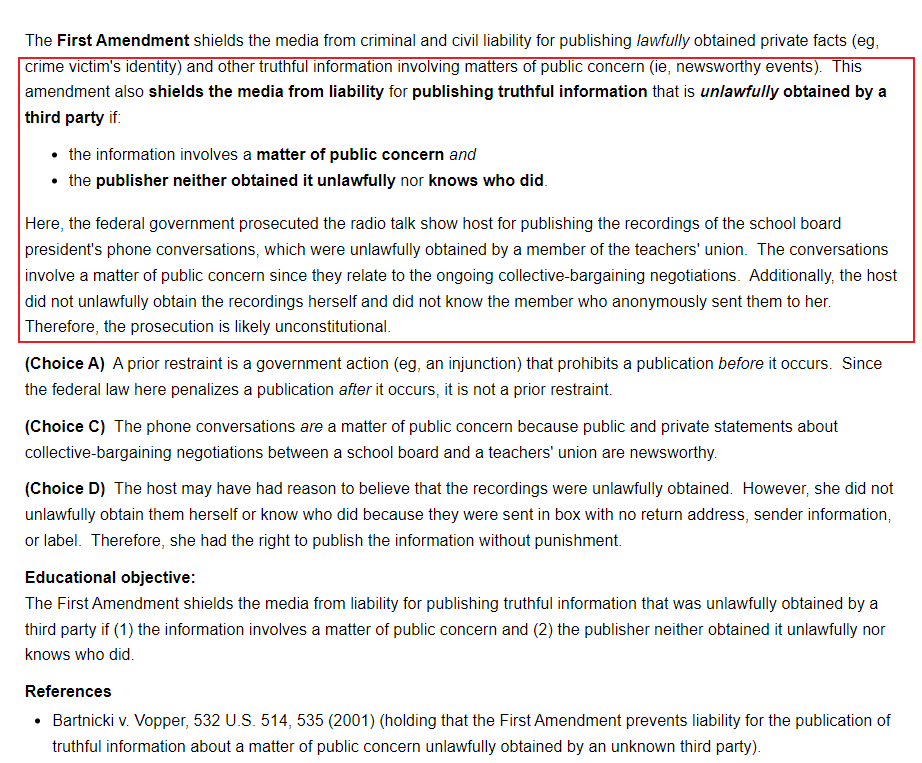 The First Amendment shields the media from criminal and civil liability for publishing lawfully obtained private facts (eg,
crime victim's identity) and other truthful information involving matters of public concern (ie, newsworthy events).  This
amendment also shields the media from liability for publishing truthful information that is unlawfully obtained by a
third party if:
• the information involves a matter of public concern and
• the publisher neither obtained it unlawfully nor knows who did.
Here, the federal government prosecuted the radio talk show host for publishing the recordings of the school board
president's phone conversations, which were unlawfully obtained by a member of the teachers' union.  The conversations
involve a matter of public concern since they relate to the ongoing collective-bargaining negotiations.  Additionally, the host
did not unlawfully obtain the recordings herself and did not know the member who anonymously sent them to her.
Therefore, the prosecution is likely unconstitutional.
(Choice A)  A prior restraint is a government action (eg, an injunction) that prohibits a publication before it occurs.  Since
the federal law here penalizes a publication after it occurs, it is not a prior restraint.
(Choice C)  The phone conversations are a matter of public concern because public and private statements about
collective-bargaining negotiations between a school board and a teachers' union are newsworthy.
(Choice D)  The host may have had reason to believe that the recordings were unlawfully obtained.  However, she did not
unlawfully obtain them herself or know who did because they were sent in box with no return address, sender information,
or label.  Therefore, she had the right to publish the information without punishment.
Educational objective:
The First Amendment shields the media from liability for publishing truthful information that was unlawfully obtained by a
third party if (1) the information involves a matter of public concern and (2) the publisher neither obtained it unlawfully nor
knows who did.
References
• Bartnicki v. Vopper, 532 U.S. 514, 535 (2001) (holding that the First Amendment prevents liability for the publication of
truthful information about a matter of public concern unlawfully obtained by an unknown third party).